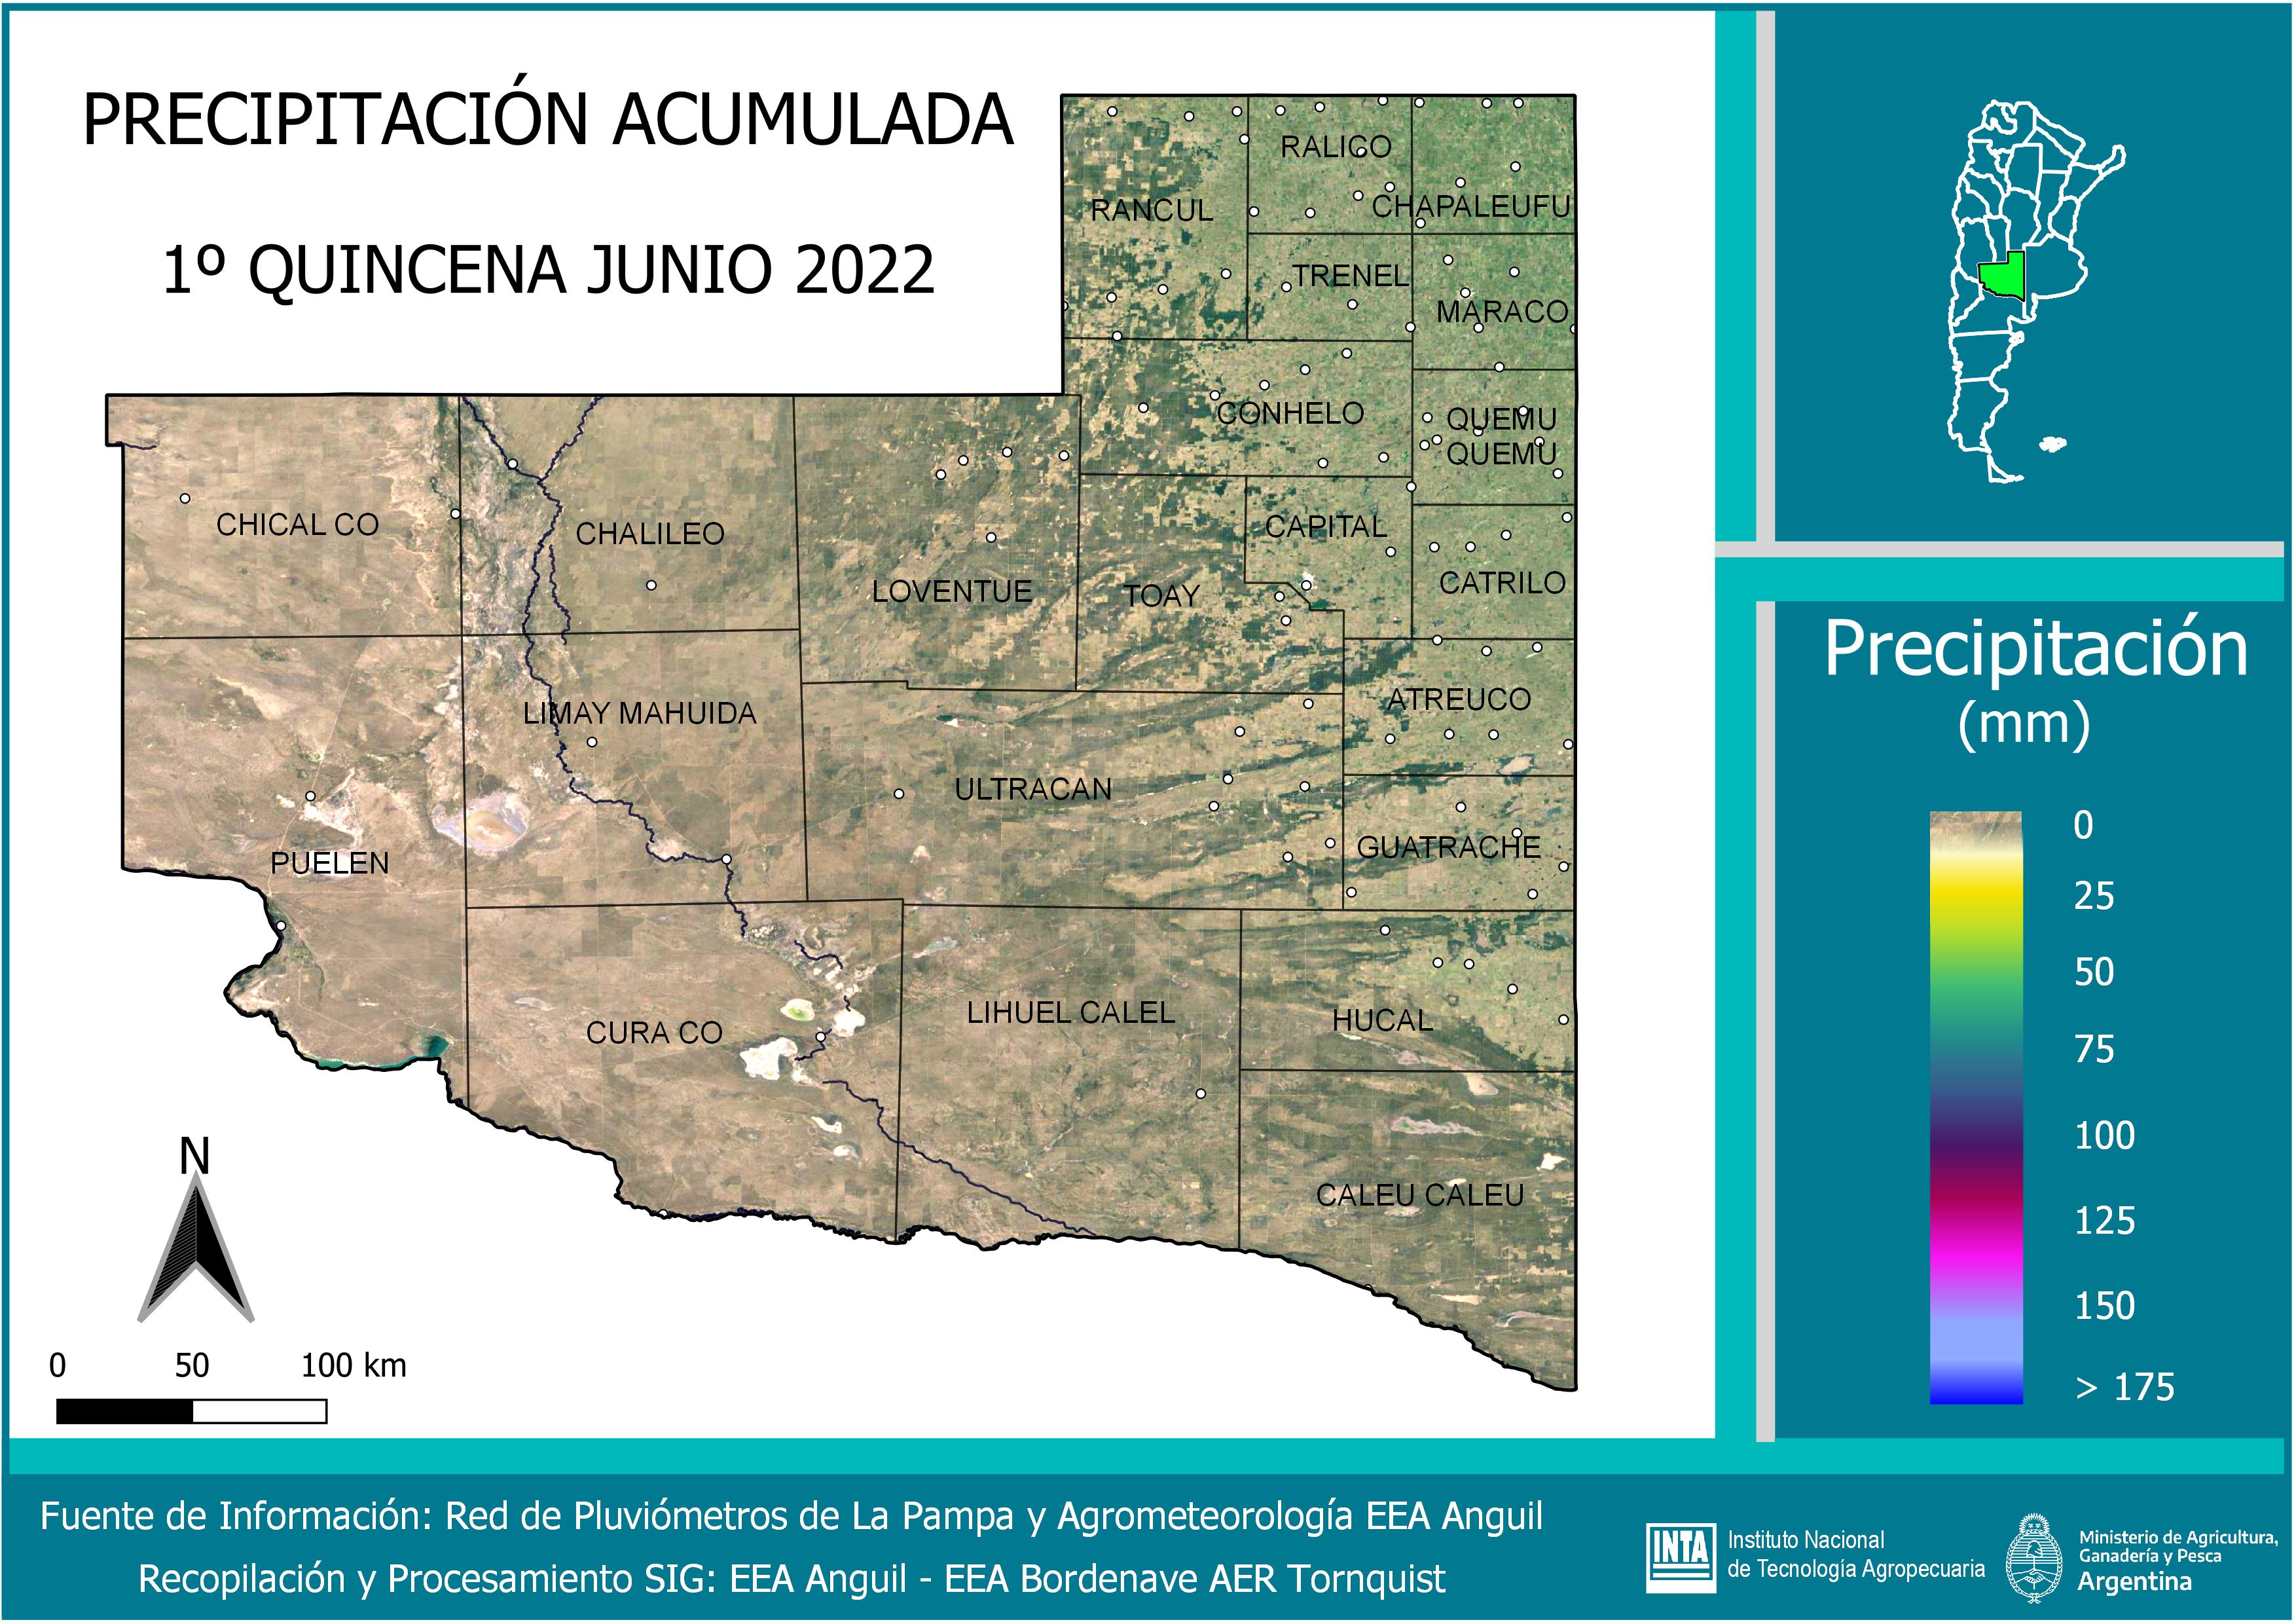 PRECIPITACIÓN ACUMULADA
1º QUINCENA JUNIO 2022
RALICO
RANCUL
CHAPALEUFU
TRENEL
MARACO
CONHELO
QUEMU
QUEMU
CHICAL CO
CHALILEO
CAPITAL
LOVENTUE
TOAY
CATRILO
LIMAY MAHUIDA
ATREUCO
ULTRACAN
PUELEN
GUATRACHE
CURA CO
LIHUEL CALEL
HUCAL
CALEU CALEU
N
0 50 100 km
Precipitación
(mm)
0
25
50
75
100
125
150
> 175
Fuente de Información: Red de Pluviómetros de La Pampa y Agrometeorología EEA Anguil
Recopilación y Procesamiento SIG: EEA Anguil - EEA Bordenave AER Tornquist
INTA
Instituto Nacional
de Tecnología Agropecuaria
Ministerio de Agricultura,
Ganadería y Pesca
Argentina